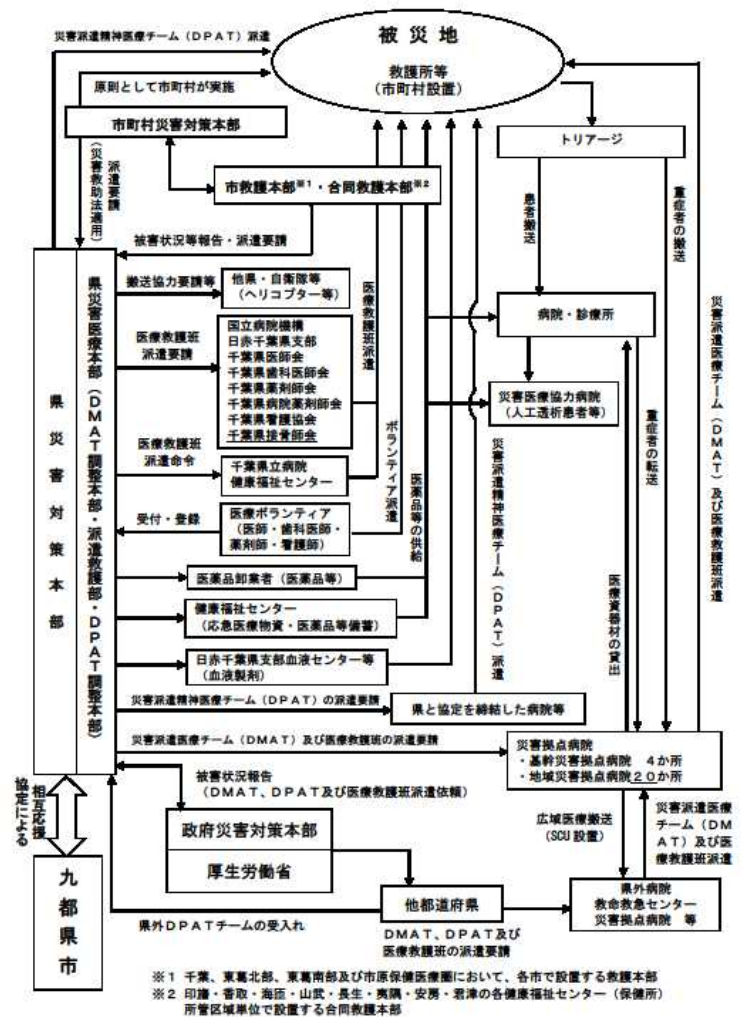 災害派遣精神医療チーム(DPAT)派遣
被災地
救護所等
(市町村設置)
原則として市町村が実施
市町村災害対策本部
トリアージ
派遣要請
(災害救助法適用)
市救護本部※1・合同救護本部※2
患者搬送
重症者の搬送
被害状況等報告・派遣要請
県災害対策本部
県災害医療本部(DMAT調整本部・派遣救護部・DPAT調整本部)
搬送協力要請等
他県・自衛隊等
(ヘリコプター等)
医療救護班派遣
病院・診療所
災害派遣医療チーム(DMAT)及び医療救護班派遣
医療救護班
派遣要請
国立病院機構
日赤千葉県支部
千葉県医師会
千葉県歯科医師会
千葉県薬剤師会
千葉県病院薬剤師会
千葉県看護協会
千葉県接骨師会
災害医療協力病院
(人工透析患者等)
ボランティア派遣
医薬品等の供給
災害派遣精神医療チーム(DPAT)派遣
重症者の転送
医療救護班
派遣命令
千葉県立病院
健康福祉センター
受付・登録
医療ボランティア
(医師・歯科医師・
薬剤師・看護師)
医薬品卸業者(医薬品等)
医療資器材の貸出
健康福祉センター
(応急医療物資・医薬品等備蓄)
日赤千葉県支部血液センター等
(血液製剤)
災害派遣精神医療チーム(DPAT)の派遣要請
県と協定を締結した病院等
災害派遣医療チーム(DMAT)及び医療救護班の派遣要請
災害拠点病院
・基幹災害拠点病院 4か所
・地域災害拠点病院20か所
被害状況報告
(DMAT、DPAT及び医療救護班派遣依頼)
相互応援
協定による
政府災害対策本部
厚生労働省
広域医療搬送
(SCU設置)
災害派遣医療
チーム(DM
AT)及び医
療救護班派遣
九都県市
他都道府県
県外病院
救命救急センター
災害拠点病院 等
県外DPATチームの受入れ
DMAT、DPAT及び
医療救護班の派遣要請
※1 千葉、東葛北部、東葛南部及び市原保健医療圏において、各市で設置する救護本部
※2 印旛・香取・海匝・山武・長生・夷隅・安房・君津の各健康福祉センター(保健所)
所管区域単位で設置する合同救護本部